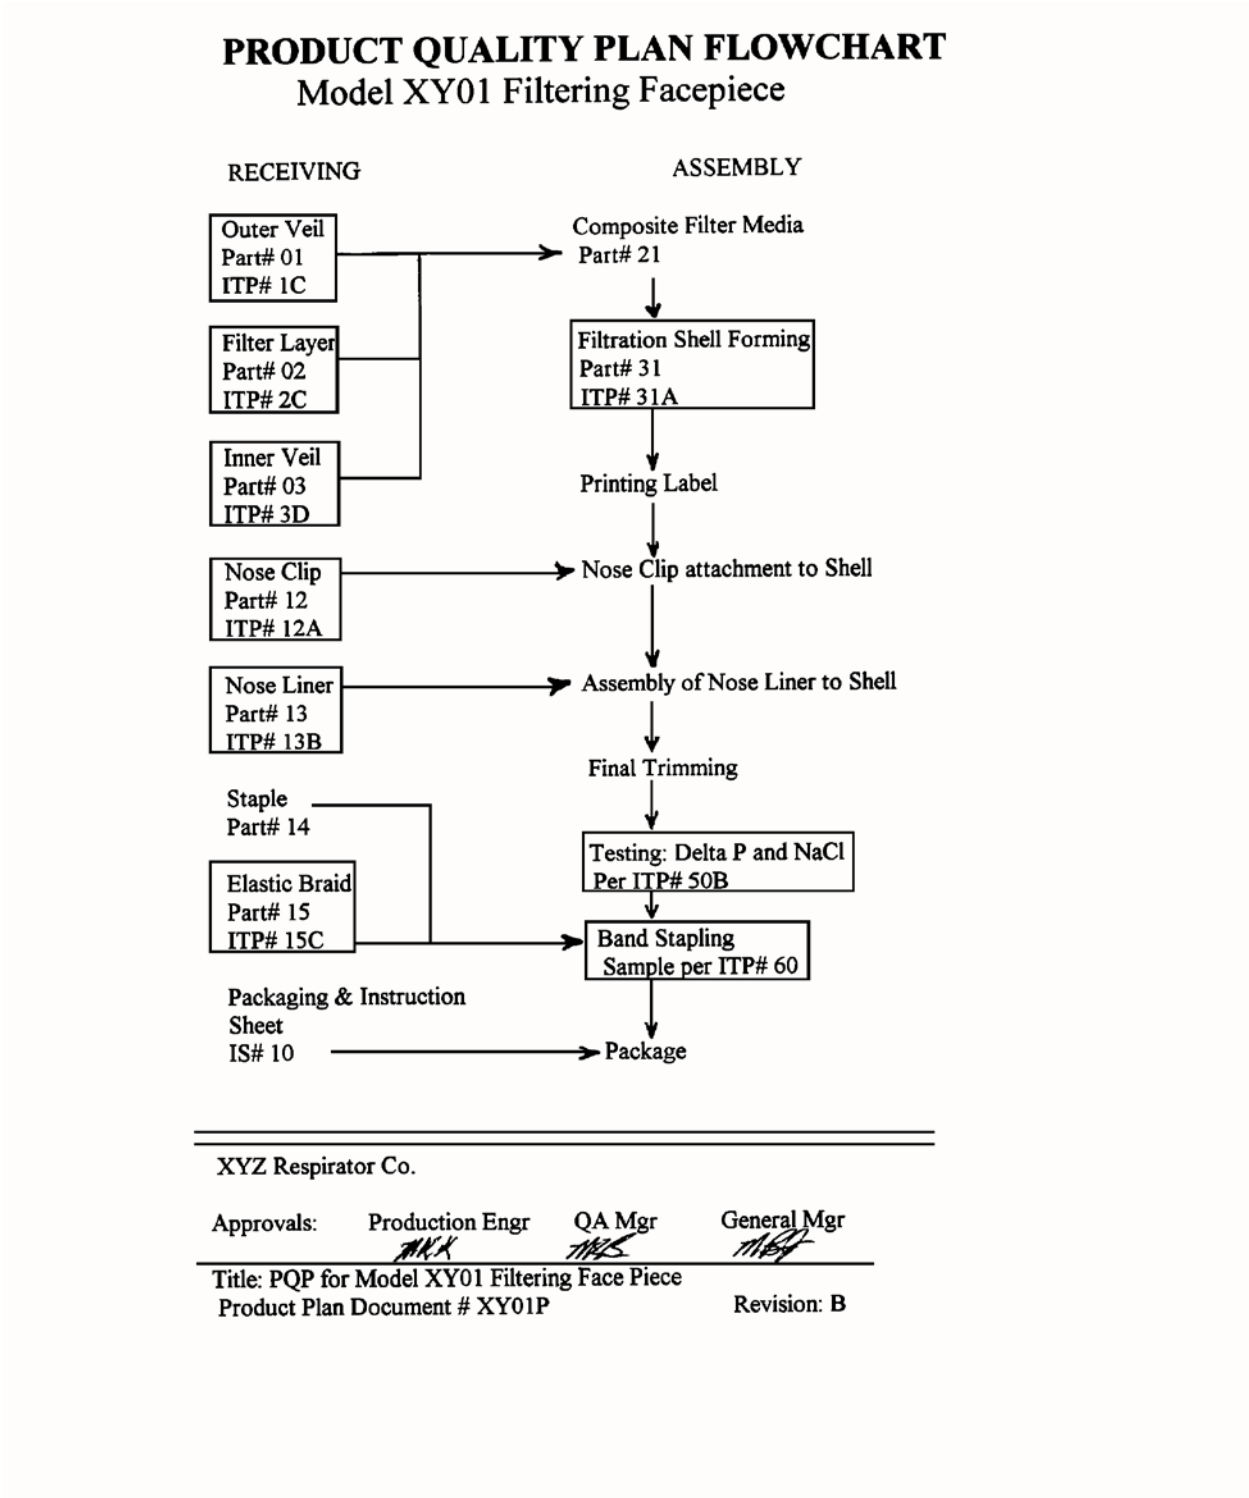 PRODUCT QUALITY PLAN FLOWCHART
Model XY01 Filtering Facepiece
RECEIVING
ASSEMBLY
Outer Veil
Part# 01
ITP# 1C
Composite Filter Media
Part# 21
Filter Layer
Part# 02
ITP# 2C
Filtration Shell Forming
Part# 31
ITP# 31A
Inner Veil
Part# 03
ITP# 3D
Printing Label
Nose Clip
Part# 12
ITP# 12A
Nose Clip attachment to Shell
Nose Liner
Part# 13
ITP# 13B
Assembly of Nose Liner to Shell
Final Trimming
Staple
Part# 14
Testing: Delta P and NaCl
Per ITP# 50B
Elastic Braid
Part# 15
ITP# 15C
Band Stapling
Sample per ITP# 60
Packaging & Instruction
Sheet
IS# 10
Package
XYZ Respirator Co.
Approvals: Production Engr QA Mgr General Mgr
Title: PQP for Model XY01 Filtering Face Piece
Product Plan Document # XY01P Revision: B